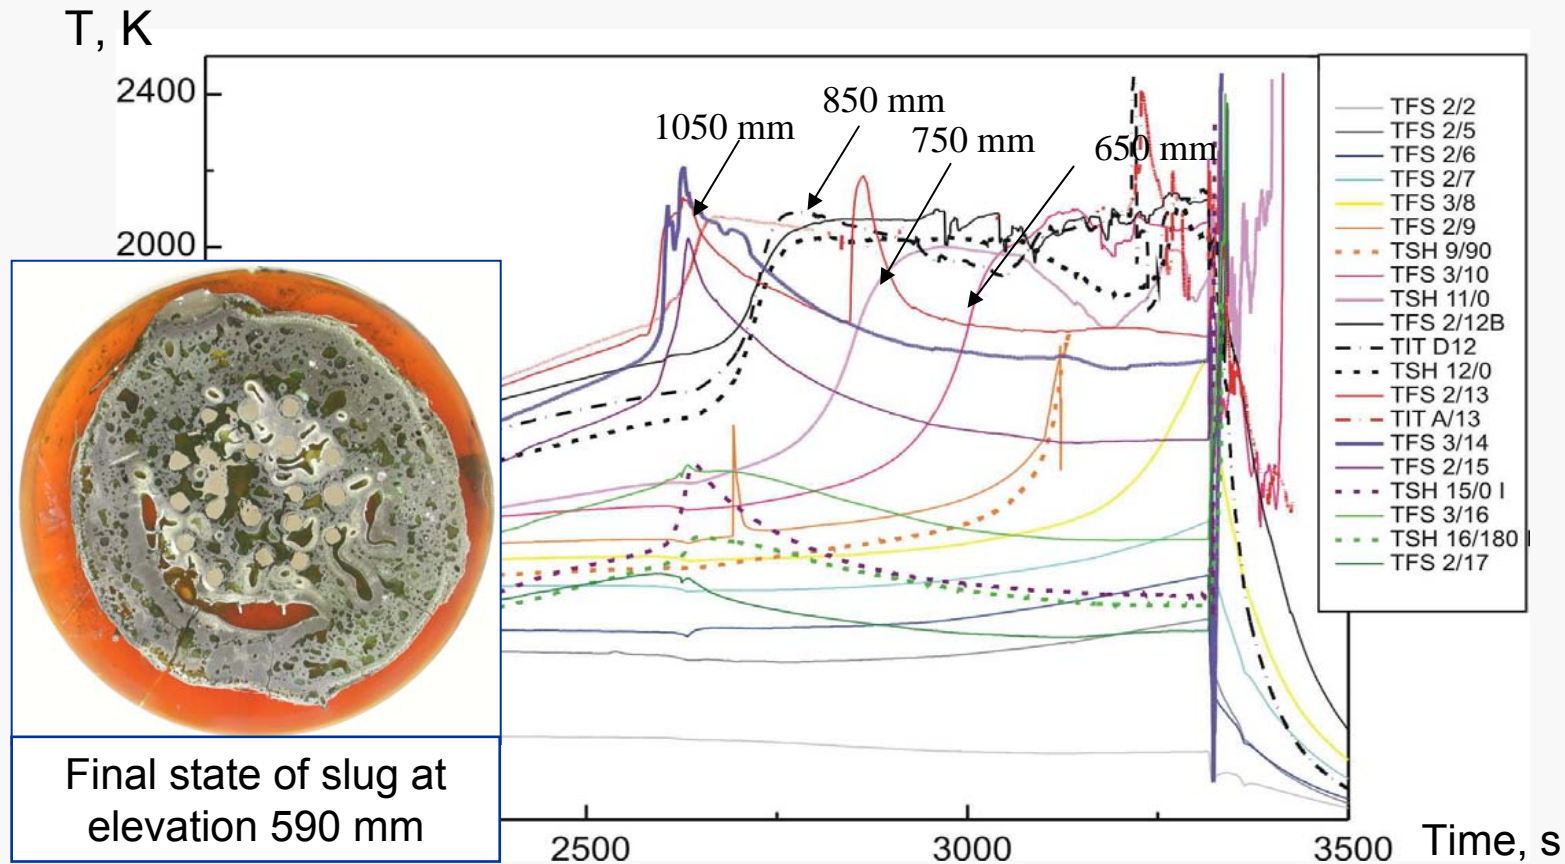 T, K
2400
2000
1050 mm
850 mm
750 mm
650 mm
TFS 2/2
TFS 2/5
TFS 2/6
TFS 2/7
TFS 3/8
TFS 2/9
TSH 9/90
TFS 3/10
TSH 11/0
TFS 2/12B
TIT D12
TSH 12/0
TFS 2/13
TIT A/13
TFS 3/14
TFS 2/15
TSH 15/0 I
TFS 3/16
TSH 16/180 I
TFS 2/17
Final state of slug at
elevation 590 mm
2500
3000
3500
Time, s